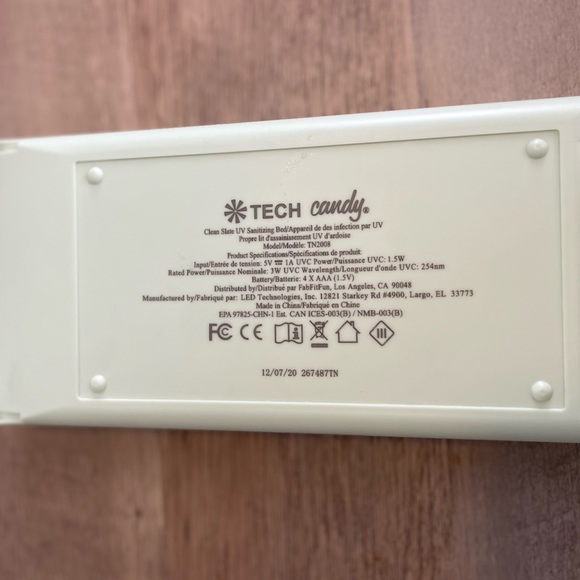 TECH candy®
Clean Slate UV Sanitizing Bed/Appareil de des infection par UV
Propre lit d'assainissement UV d'ardoise
Model/Modèle: TN2008
Product Specifications/Spécifications de produit:
Input/Entrée de tension: 5V ⎓ 1A UVC Power/Puissance UVC: 1.5W
Rated Power/Puissance Nominale: 3W UVC Wavelength/Longueur d'onde UVC: 254nm
Battery/Batterie: 4 X AAA (1.5V)
Distributed by/Distribué par FabFitFun, Los Angeles, CA 90048
Manufactured by/Fabriqué par: LED Technologies, Inc. 12821 Starkey Rd #4900, Largo, EL 33773
Made in China/Fabriqué en China
EPA 97825-CHN-1 Est. CAN ICES-003(B) / NMB-003(B)
FC CE III
12/07/20 267487TN